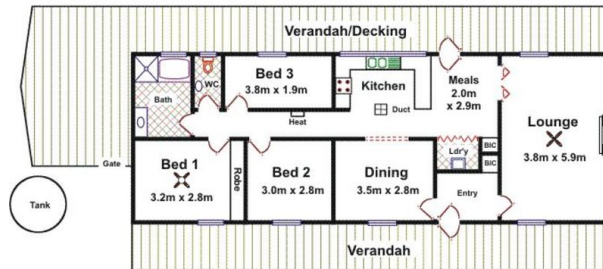 Verandah/Decking
Bed 3
3.8m x 1.9m
WC
Kitchen
Meals
2.0m
x 2.9m
Bath
Duct
Heat
Lounge
3.8m x 5.9m
Gate
Bed 1
3.2m x 2.8m
Robe
Bed 2
3.0m x 2.8m
Dining
3.5m x 2.8m
Ldr'y
BIC
BIC
Entry
Tank
Verandah